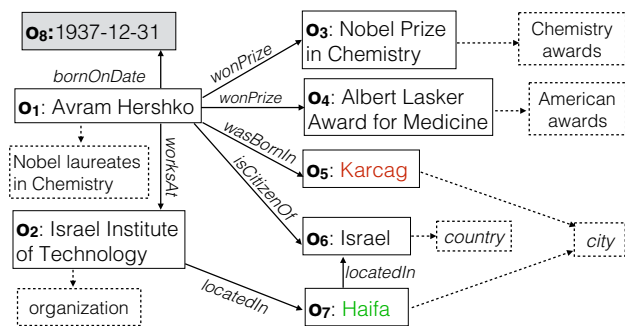 O8:1937-12-31
bornOnDate
O1: Avram Hershko
Nobel laureates
in Chemistry
worksAt
O2: Israel Institute
of Technology
organization
wonPrize
O3: Nobel Prize
in Chemistry
Chemistry
awards
wonPrize
O4: Albert Lasker
Award for Medicine
American
awards
wasBornIn
O5: Karcag
isCitizenOf
O6: Israel
country
city
locatedIn
locatedIn
O7: Haifa